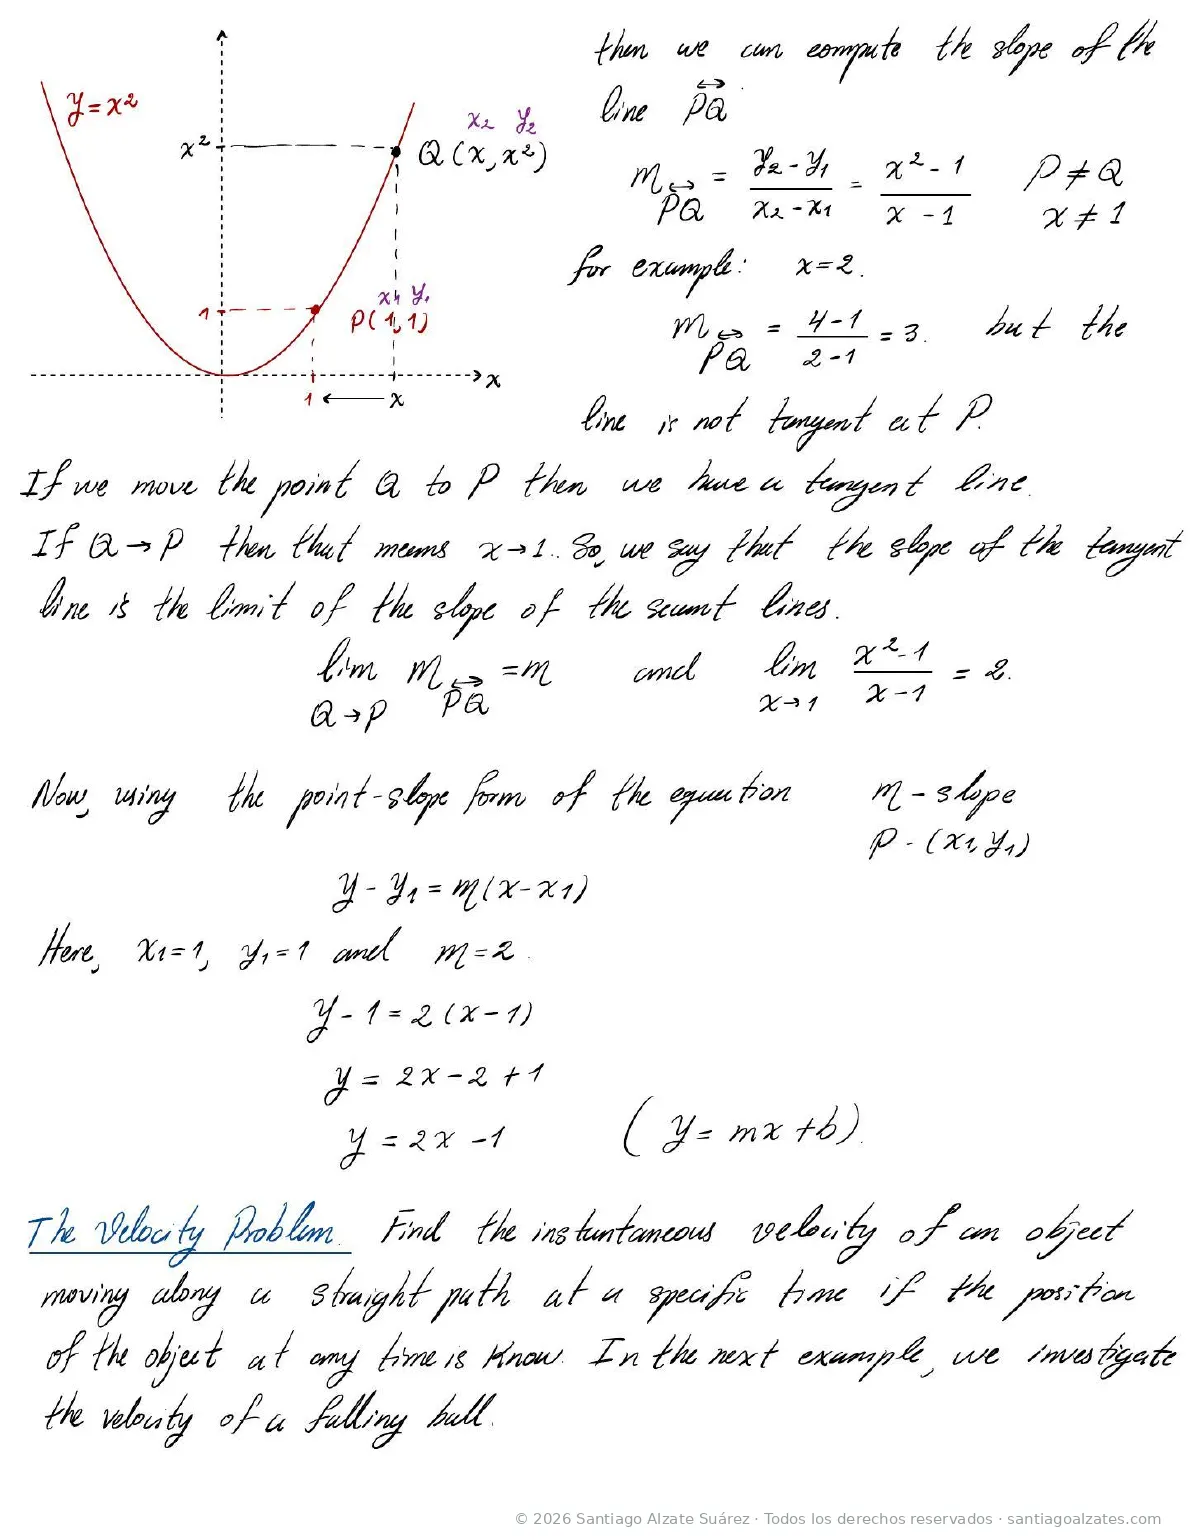 y = x²
x²
x₂ y₂
Q (x, x²)
x₁ y₁
1
P(1,1)
x
1 ← x
then we can compute the slope of the
line PQ
m PQ = (y₂ - y₁)/(x₂ - x₁) = (x² - 1)/(x - 1) P ≠ Q
x ≠ 1
for example: x = 2.
m PQ = (4 - 1)/(2 - 1) = 3. but the
line is not tangent at P.
If we move the point Q to P then we have a tangent line.
If Q → P then that means x → 1. So, we say that the slope of the tangent
line is the limit of the slope of the secant lines.
lim Q → P m PQ = m and lim x → 1 (x² - 1)/(x - 1) = 2.
Now, using the point-slope form of the equation m - slope
P - (x₁, y₁)
y - y₁ = m(x - x₁)
Here, x₁ = 1, y₁ = 1 and m = 2.
y - 1 = 2(x - 1)
y = 2x - 2 + 1
y = 2x - 1 (y = mx + b).
The Velocity Problem. Find the instantaneous velocity of an object
moving along a straight path at a specific time if the position
of the object at any time is Know. In the next example, we investigate
the velocity of a falling ball.
© 2026 Santiago Alzate Suárez · Todos los derechos reservados · santiagoalzates.com